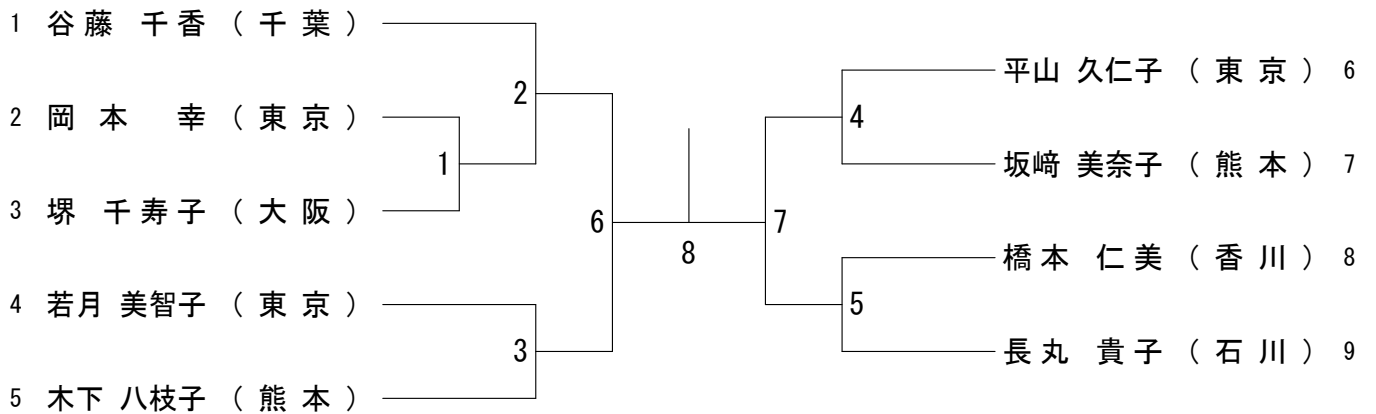 1 谷藤 千香 ( 千葉 )
2 岡本 幸 ( 東京 )
3 堺 千寿子 ( 大阪 )
4 若月 美智子 ( 東京 )
5 木下 八枝子 ( 熊本 )
2
1
6
3
8
4
7
5
平山 久仁子 ( 東京 ) 6
坂﨑 美奈子 ( 熊本 ) 7
橋本 仁美 ( 香川 ) 8
長丸 貴子 ( 石川 ) 9